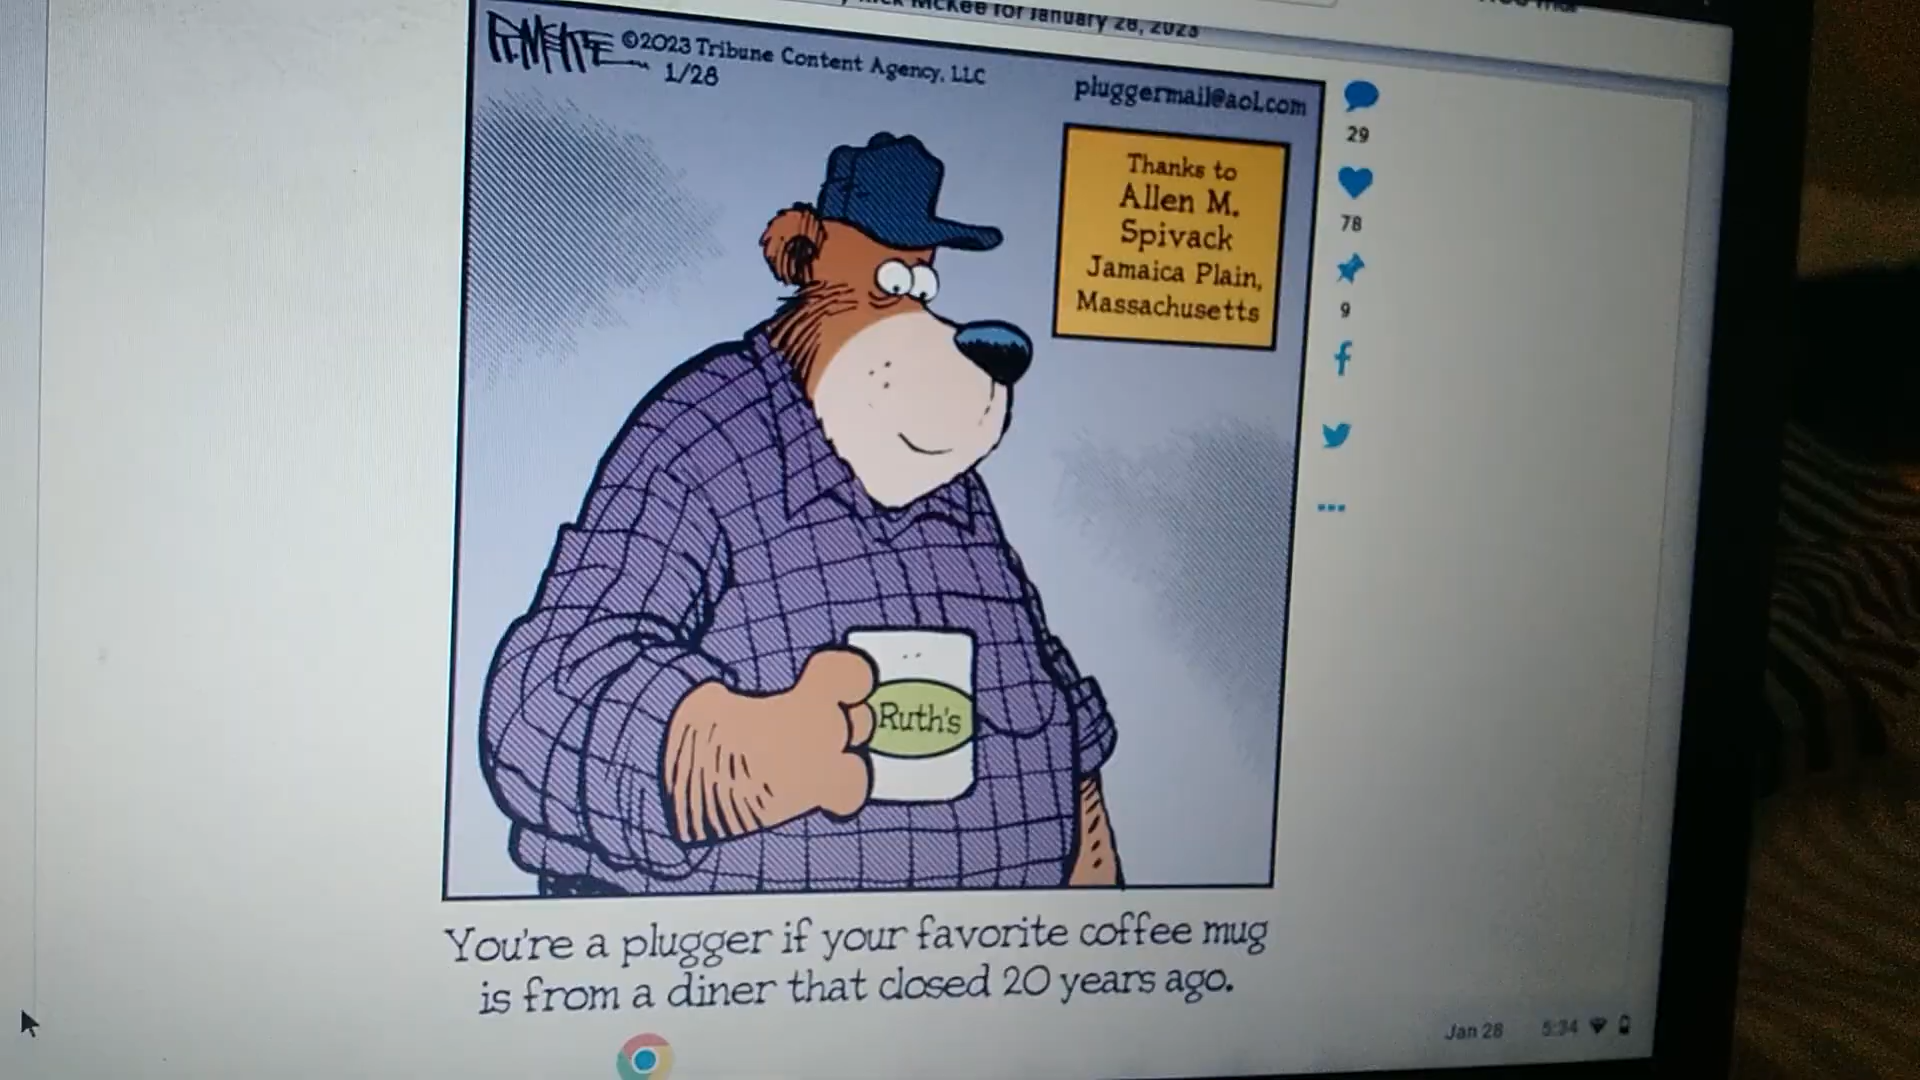 McKee for January 28, 2023
©2023 Tribune Content Agency, LLC
1/28
pluggermail@aol.com
Thanks to
Allen M.
Spivack
Jamaica Plain,
Massachusetts
29
78
9
Ruth's
You're a plugger if your favorite coffee mug
is from a diner that closed 20 years ago.
Jan 28 5:34